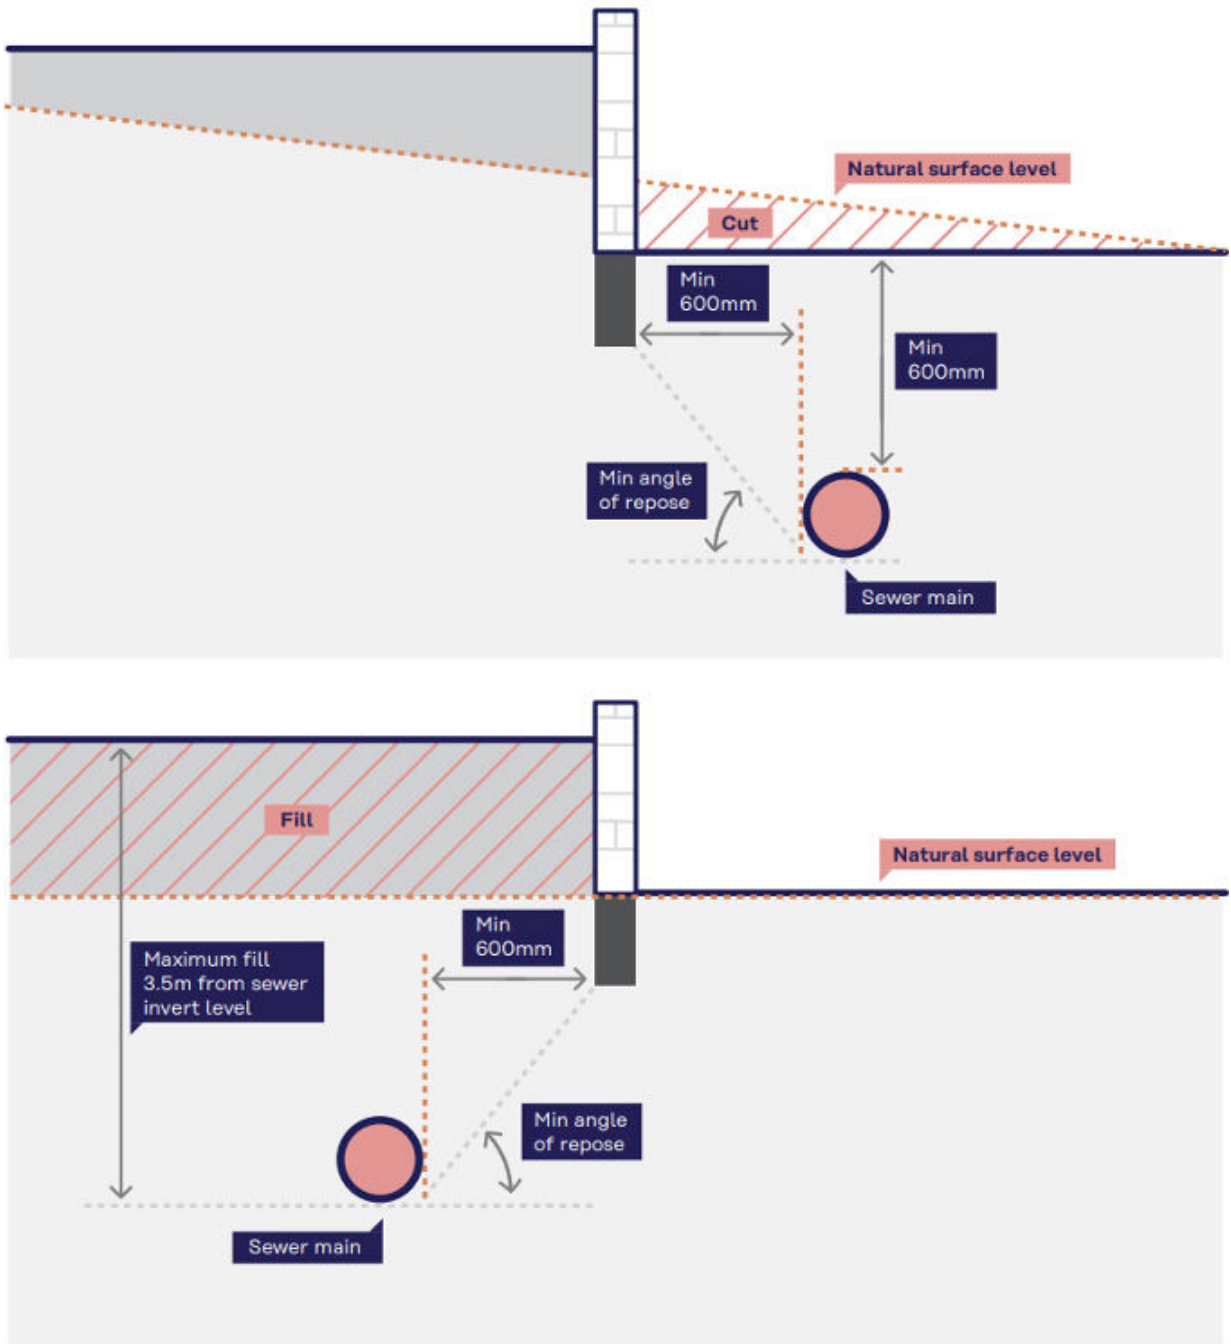 Natural surface level
Cut
Min
600mm
Min
600mm
Min angle
of repose
Sewer main
Fill
Natural surface level
Min
600mm
Maximum fill
3.5m from sewer
invert level
Min angle
of repose
Sewer main